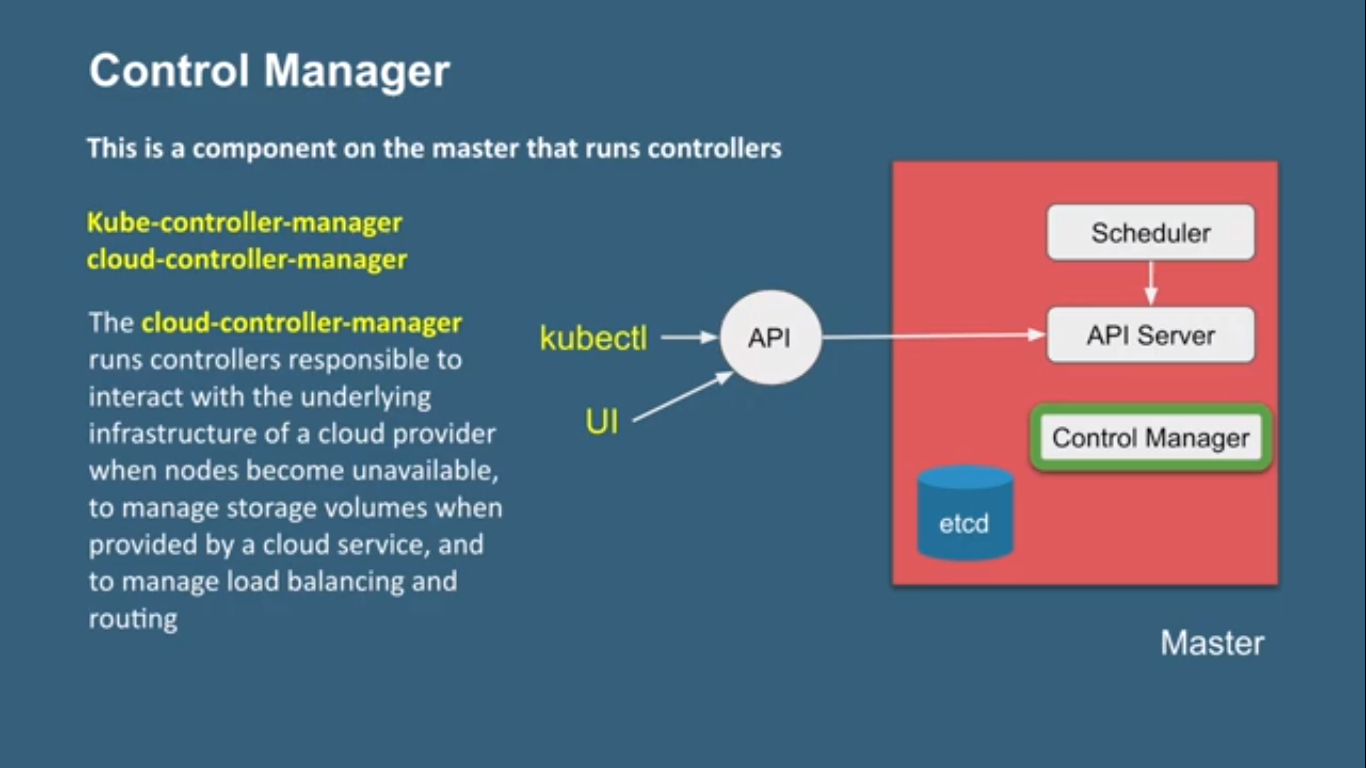 Control Manager
This is a component on the master that runs controllers
Kube-controller-manager
cloud-controller-manager
The cloud-controller-manager
runs controllers responsible to
interact with the underlying
infrastructure of a cloud provider
when nodes become unavailable,
to manage storage volumes when
provided by a cloud service, and
to manage load balancing and
routing
kubectl
UI
API
Scheduler
API Server
Control Manager
etcd
Master